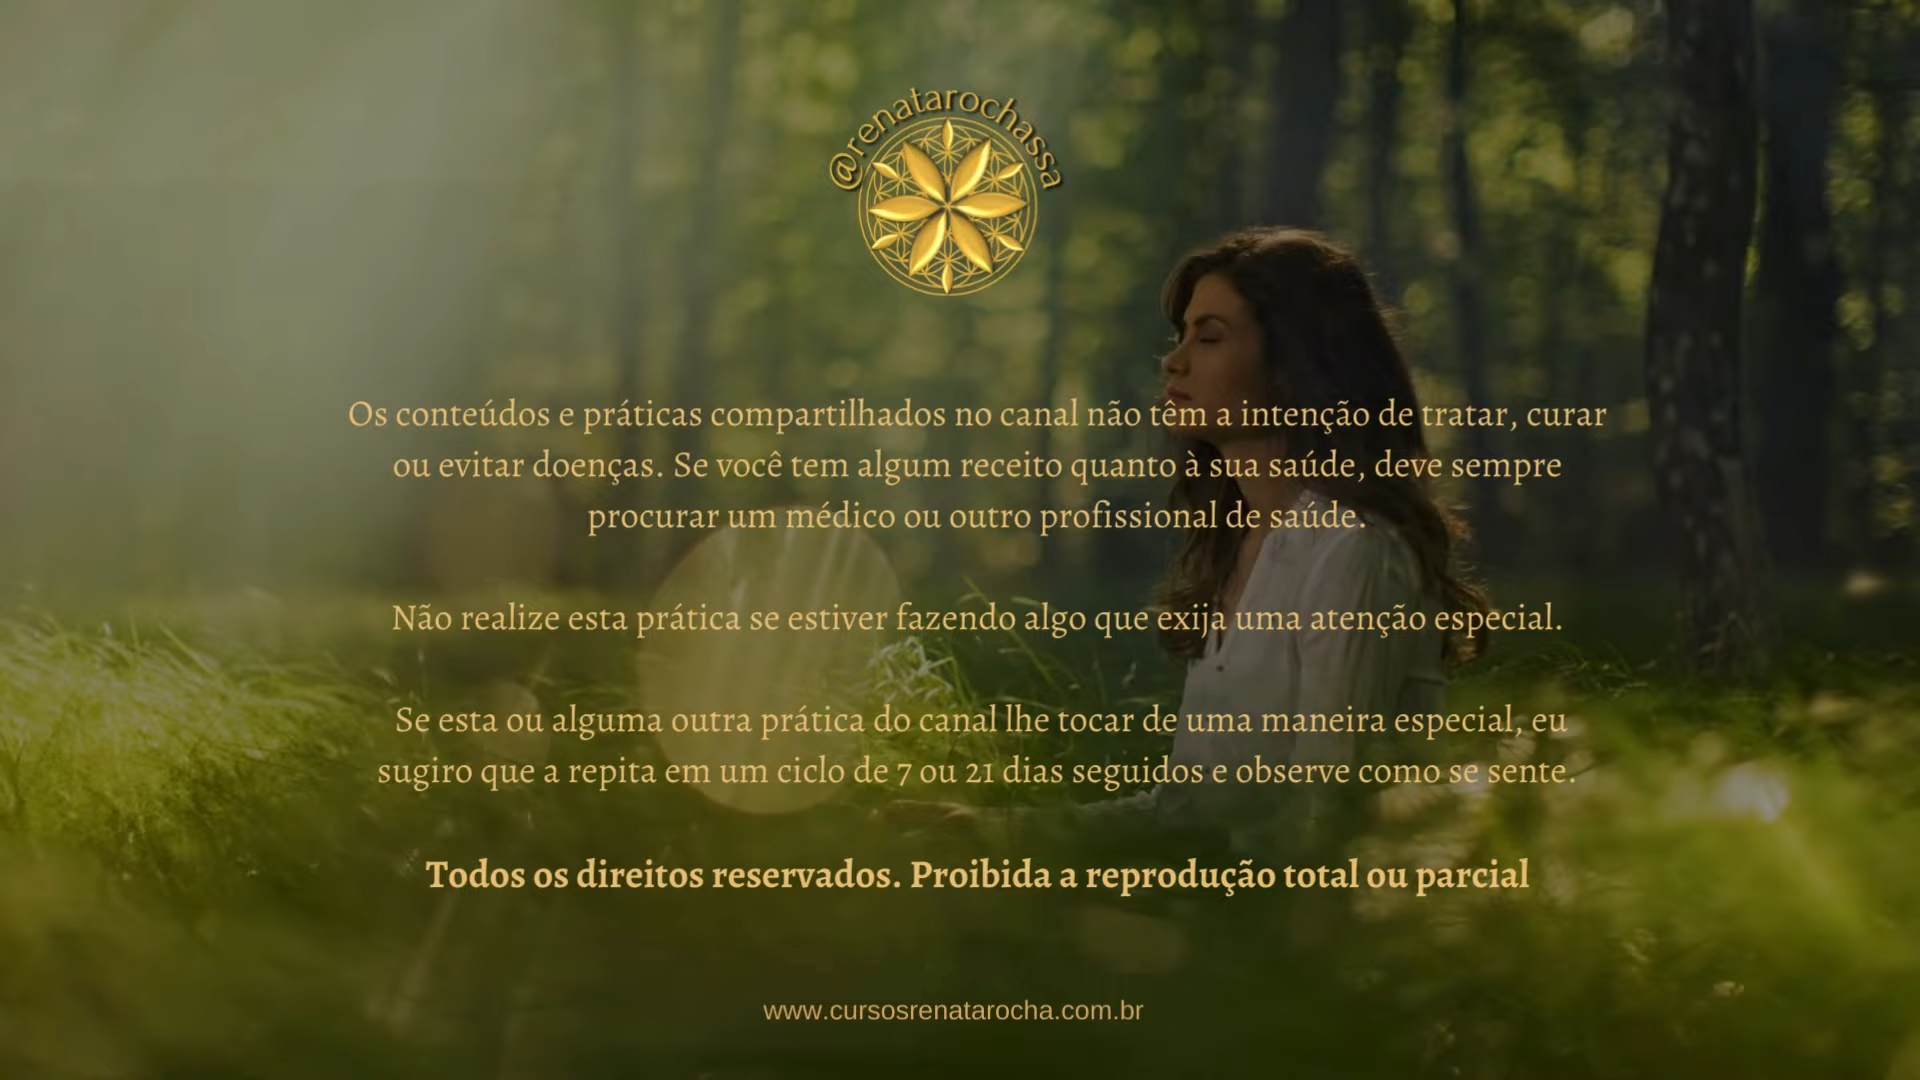 @renatarochassa
Os conteúdos e práticas compartilhados no canal não têm a intenção de tratar, curar
ou evitar doenças. Se você tem algum receito quanto à sua saúde, deve sempre
procurar um médico ou outro profissional de saúde.
Não realize esta prática se estiver fazendo algo que exija uma atenção especial.
Se esta ou alguma outra prática do canal lhe tocar de uma maneira especial, eu
sugiro que a repita em um ciclo de 7 ou 21 dias seguidos e observe como se sente.
Todos os direitos reservados. Proibida a reprodução total ou parcial
www.cursosrenatarocha.com.br